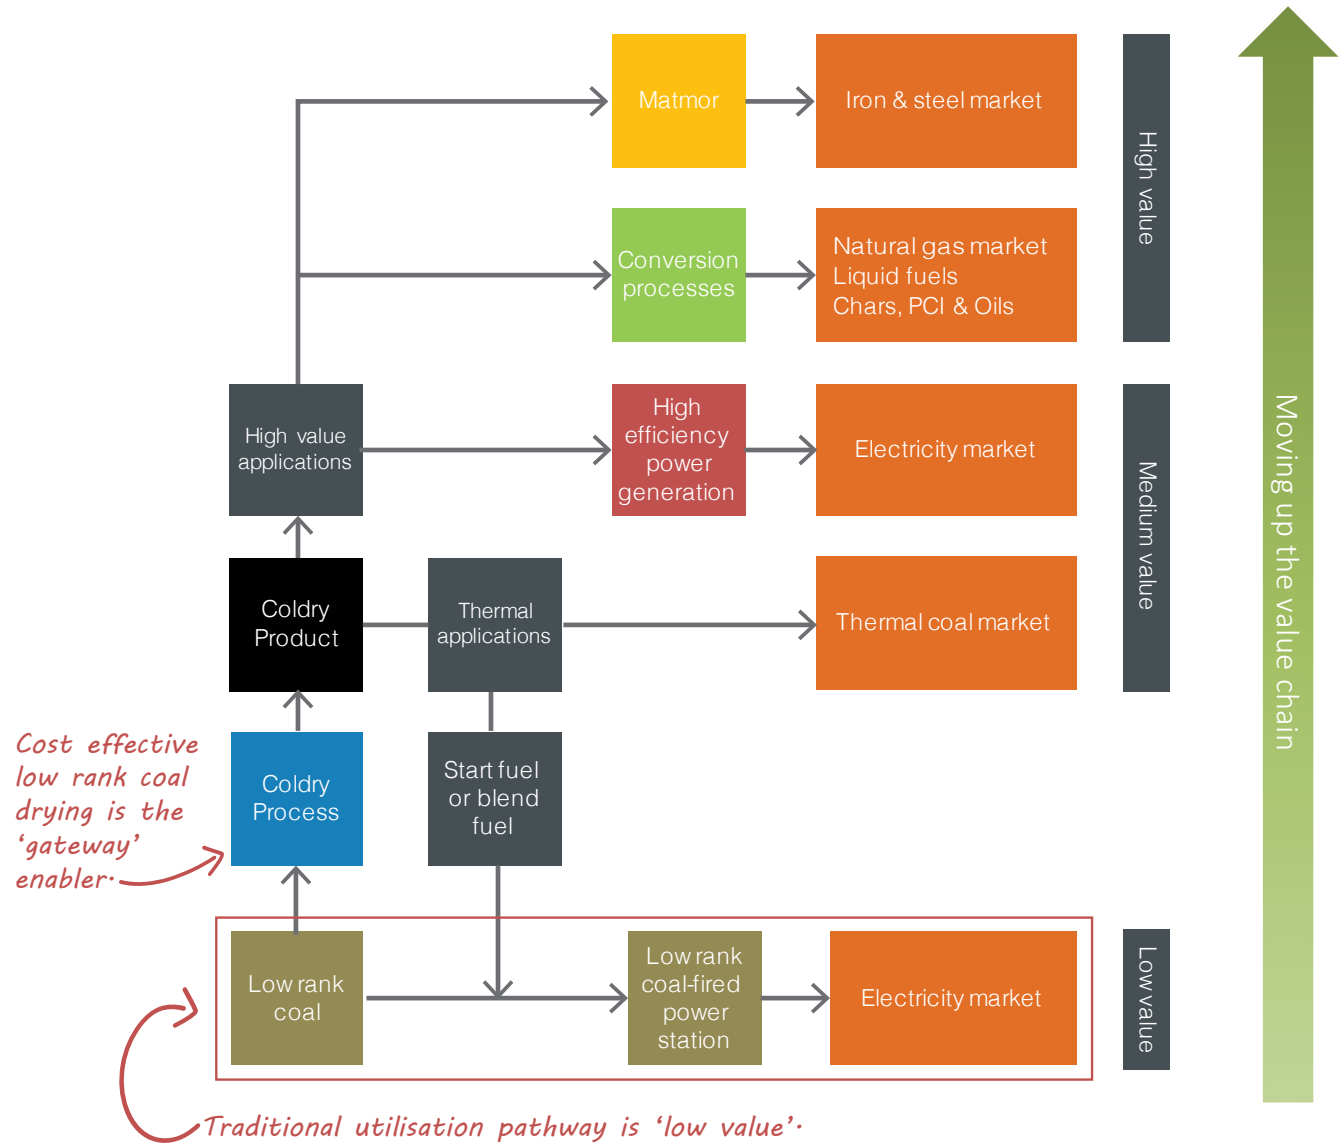 Matmor
Iron & steel market
High value
Conversion
processes
Natural gas market
Liquid fuels
Chars, PCI & Oils
High value
applications
High
efficiency
power
generation
Electricity market
Medium value
Moving up the value chain
Coldry
Product
Thermal
applications
Thermal coal market
Cost effective
low rank coal
drying is the
‘gateway’
enabler.
Coldry
Process
Start fuel
or blend
fuel
Low rank
coal
Low rank
coal-fired
power
station
Electricity market
Low value
Traditional utilisation pathway is ‘low value’.